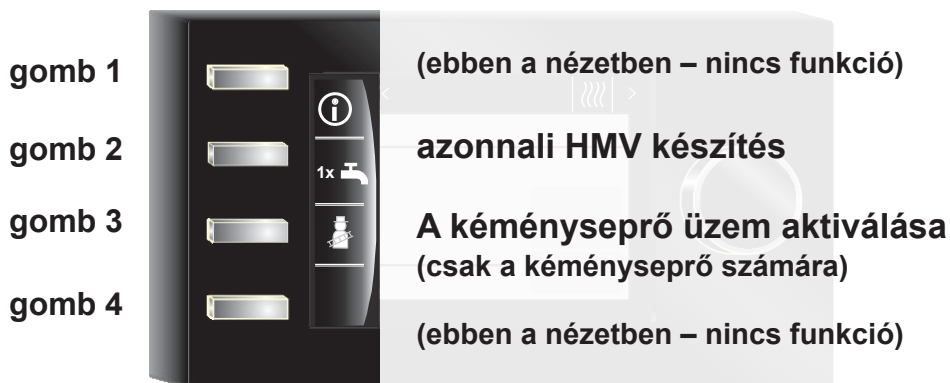 gomb 1
(ebben a nézetben – nincs funkció)
gomb 2
azonnali HMV készítés
1x
gomb 3
A kéményseprő üzem aktiválása
(csak a kéményseprő számára)
gomb 4
(ebben a nézetben – nincs funkció)